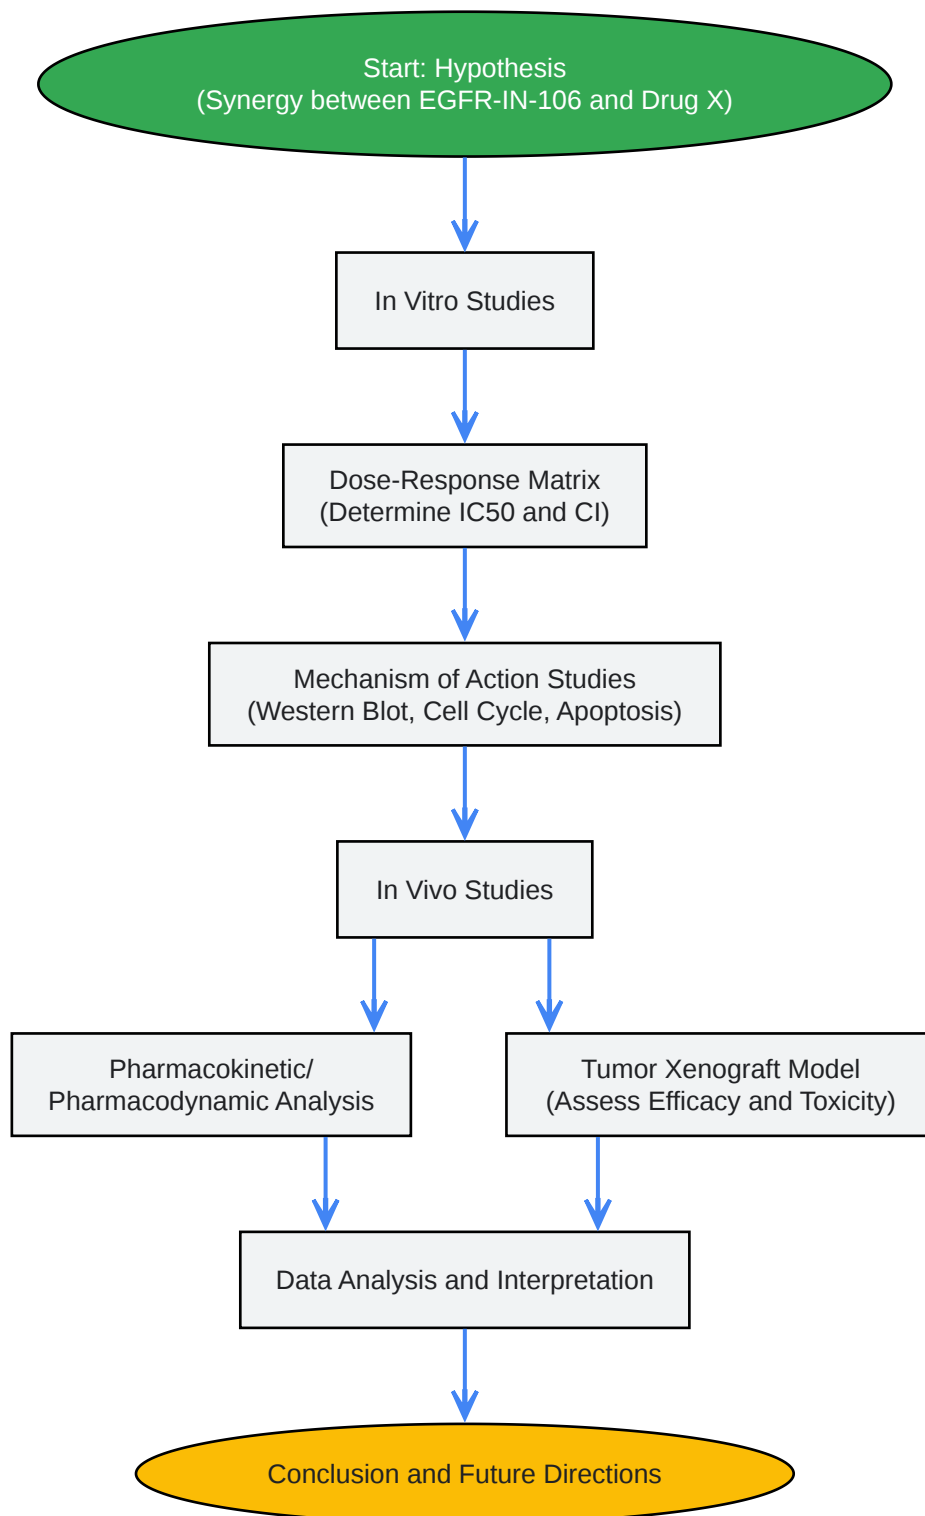 Start: Hypothesis
(Synergy between EGFR-IN-106 and Drug X)
In Vitro Studies
Dose-Response Matrix
(Determine IC50 and CI)
Mechanism of Action Studies
(Western Blot, Cell Cycle, Apoptosis)
In Vivo Studies
Pharmacokinetic/
Pharmacodynamic Analysis
Tumor Xenograft Model
(Assess Efficacy and Toxicity)
Data Analysis and Interpretation
Conclusion and Future Directions